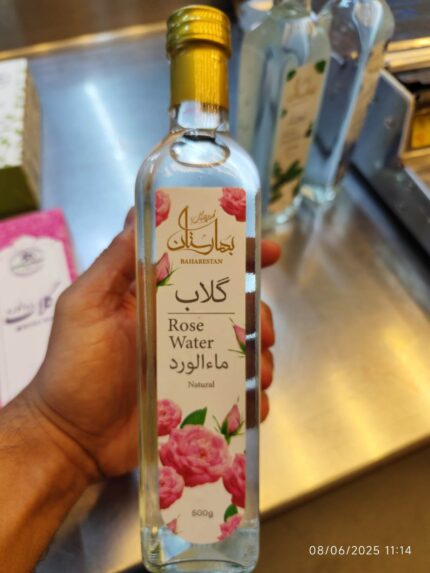 بهارستان
BAHARESTAN
گلاب
Rose
Water
ماءالورد
Natural
500g
08/06/2025 11:14